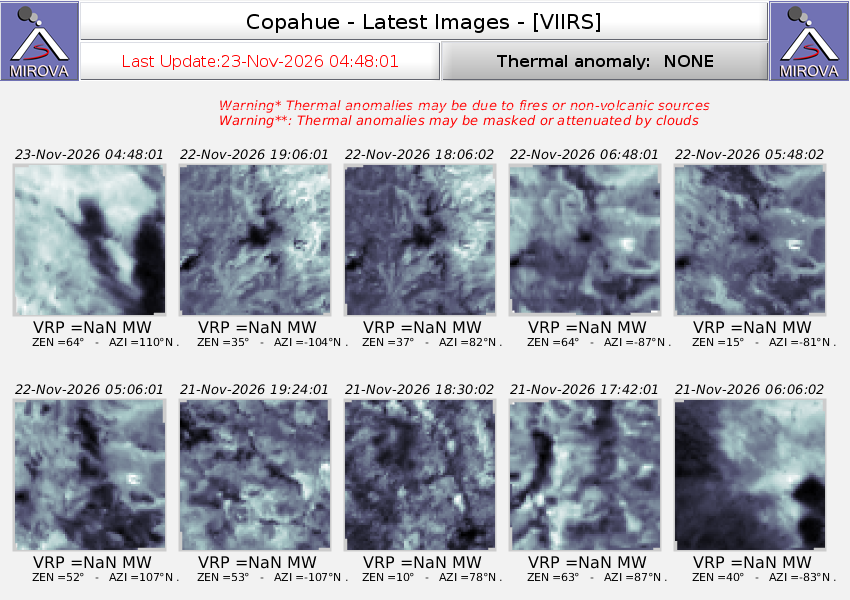 Copahue - Latest Images - [VIIRS]
MIROVA
Last Update:23-Nov-2026 04:48:01
Thermal anomaly: NONE
MIROVA
Warning* Thermal anomalies may be due to fires or non-volcanic sources
Warning**: Thermal anomalies may be masked or attenuated by clouds
23-Nov-2026 04:48:01 22-Nov-2026 19:06:01 22-Nov-2026 18:06:02 22-Nov-2026 06:48:01 22-Nov-2026 05:48:02
VRP =NaN MW VRP =NaN MW VRP =NaN MW VRP =NaN MW VRP =NaN MW
ZEN =64° - AZI =110°N . ZEN =35° - AZI =-104°N . ZEN =37° - AZI =82°N . ZEN =64° - AZI =-87°N . ZEN =15° - AZI =-81°N .
22-Nov-2026 05:06:01 21-Nov-2026 19:24:01 21-Nov-2026 18:30:02 21-Nov-2026 17:42:01 21-Nov-2026 06:06:02
VRP =NaN MW VRP =NaN MW VRP =NaN MW VRP =NaN MW VRP =NaN MW
ZEN =52° - AZI =107°N . ZEN =53° - AZI =-107°N . ZEN =10° - AZI =78°N . ZEN =63° - AZI =87°N . ZEN =40° - AZI =-83°N .